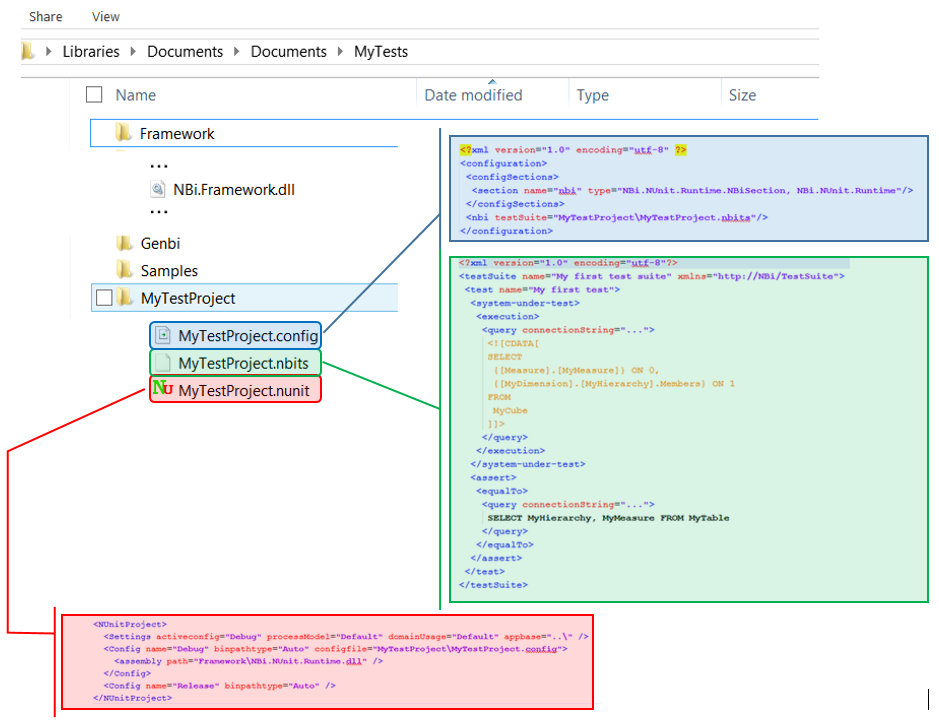 Share View
Libraries Documents Documents MyTests
Name Date modified Type Size
Framework
...
NBi.Framework.dll
...
Genbi
Samples
MyTestProject
MyTestProject.config
MyTestProject.nbits
NU MyTestProject.nunit
<?xml version="1.0" encoding="utf-8" ?>
<configuration>
<configSections>
<section name="nbi" type="NBi.NUnit.Runtime.NBiSection, NBi.NUnit.Runtime"/>
</configSections>
<nbi testSuite="MyTestProject\MyTestProject.nbits"/>
</configuration>
<?xml version="1.0" encoding="utf-8"?>
<testSuite name="My first test suite" xmlns="http://NBi/TestSuite">
<test name="My first test">
<system-under-test>
<execution>
<query connectionString="...">
<![CDATA[
SELECT
{[Measure].[MyMeasure]} ON 0,
{[MyDimension].[MyHierarchy].Members} ON 1
FROM
MyCube
]]>
</query>
</execution>
</system-under-test>
<assert>
<equalTo>
<query connectionString="...">
SELECT MyHierarchy, MyMeasure FROM MyTable
</query>
</equalTo>
</assert>
</test>
</testSuite>
<NUnitProject>
<Settings activeconfig="Debug" processModel="Default" domainUsage="Default" appbase="..\" />
<Config name="Debug" binpathtype="Auto" configfile="MyTestProject\MyTestProject.config">
<assembly path="Framework\NBi.NUnit.Runtime.dll" />
</Config>
<Config name="Release" binpathtype="Auto" />
</NUnitProject>